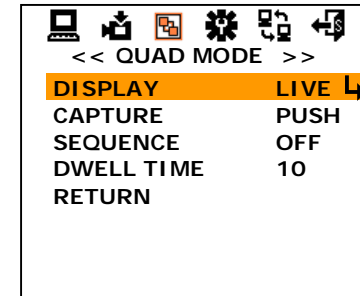 << QUAD MODE >>
DISPLAY LIVE
CAPTURE PUSH
SEQUENCE OFF
DWELL TIME 10
RETURN